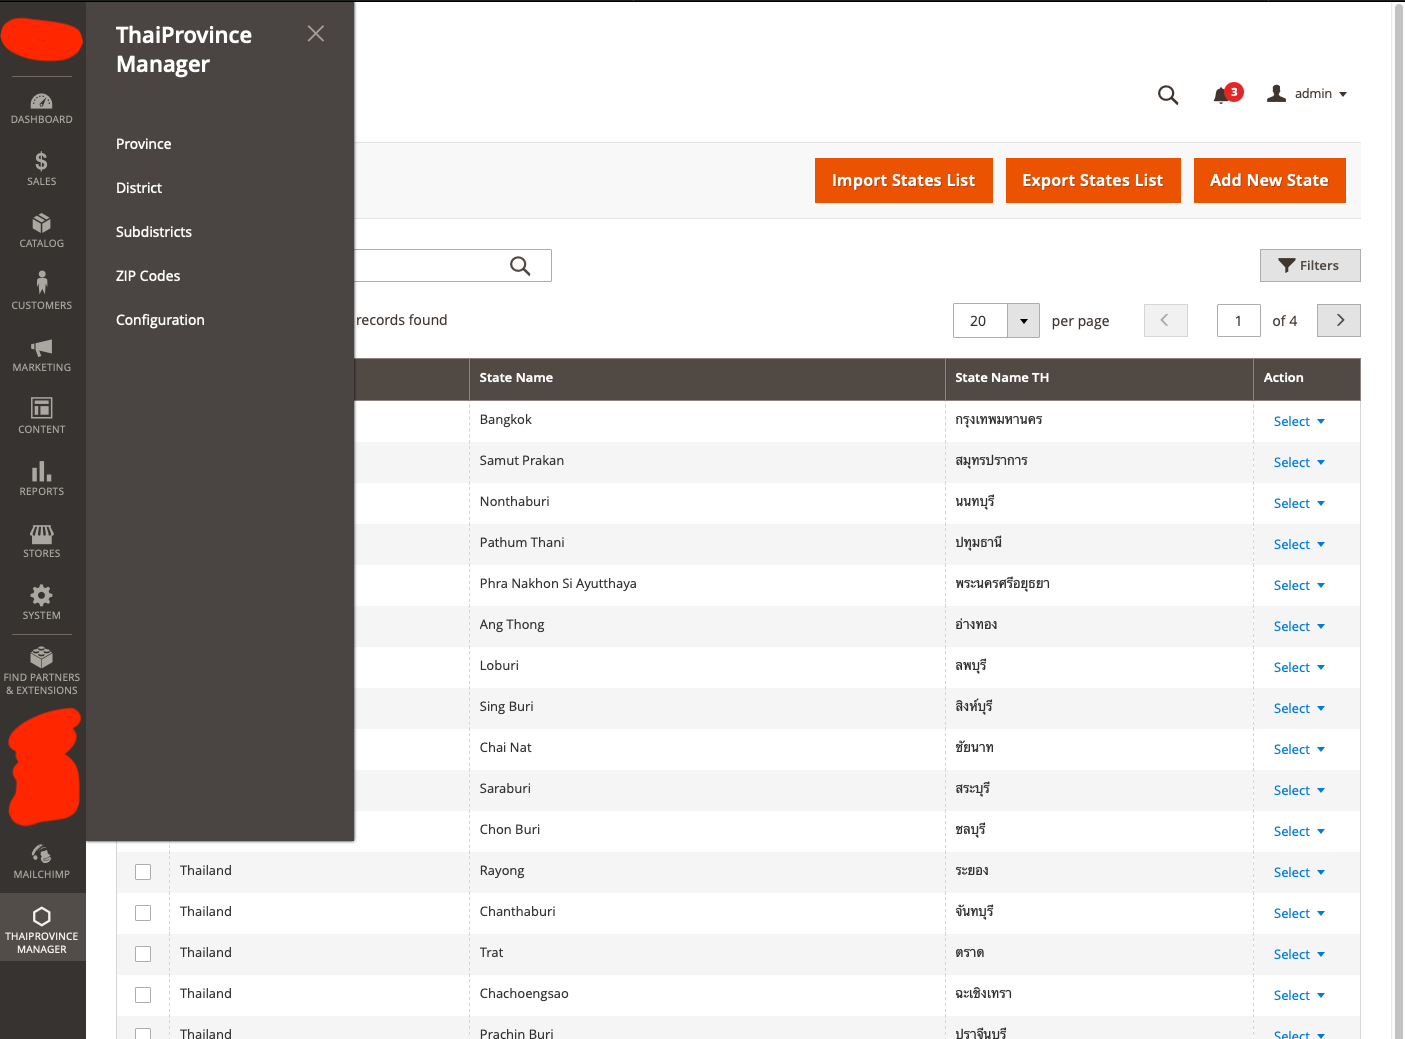 ThaiProvince
Manager
DASHBOARD
SALES
CATALOG
CUSTOMERS
MARKETING
CONTENT
REPORTS
STORES
SYSTEM
FIND PARTNERS
& EXTENSIONS
MAILCHIMP
THAIPROVINCE
MANAGER
Province
District
Subdistricts
ZIP Codes
Configuration
3
admin
Import States List
Export States List
Add New State
Filters
records found
20
per page
1
of 4
State Name
State Name TH
Action
Bangkok
กรุงเทพมหานคร
Select
Samut Prakan
สมุทรปราการ
Select
Nonthaburi
นนทบุรี
Select
Pathum Thani
ปทุมธานี
Select
Phra Nakhon Si Ayutthaya
พระนครศรีอยุธยา
Select
Ang Thong
อ่างทอง
Select
Loburi
ลพบุรี
Select
Sing Buri
สิงห์บุรี
Select
Chai Nat
ชัยนาท
Select
Saraburi
สระบุรี
Select
Chon Buri
ชลบุรี
Select
Thailand
Rayong
ระยอง
Select
Thailand
Chanthaburi
จันทบุรี
Select
Thailand
Trat
ตราด
Select
Thailand
Chachoengsao
ฉะเชิงเทรา
Select
Thailand
Prachin Buri
ปราจีนบุรี
Select